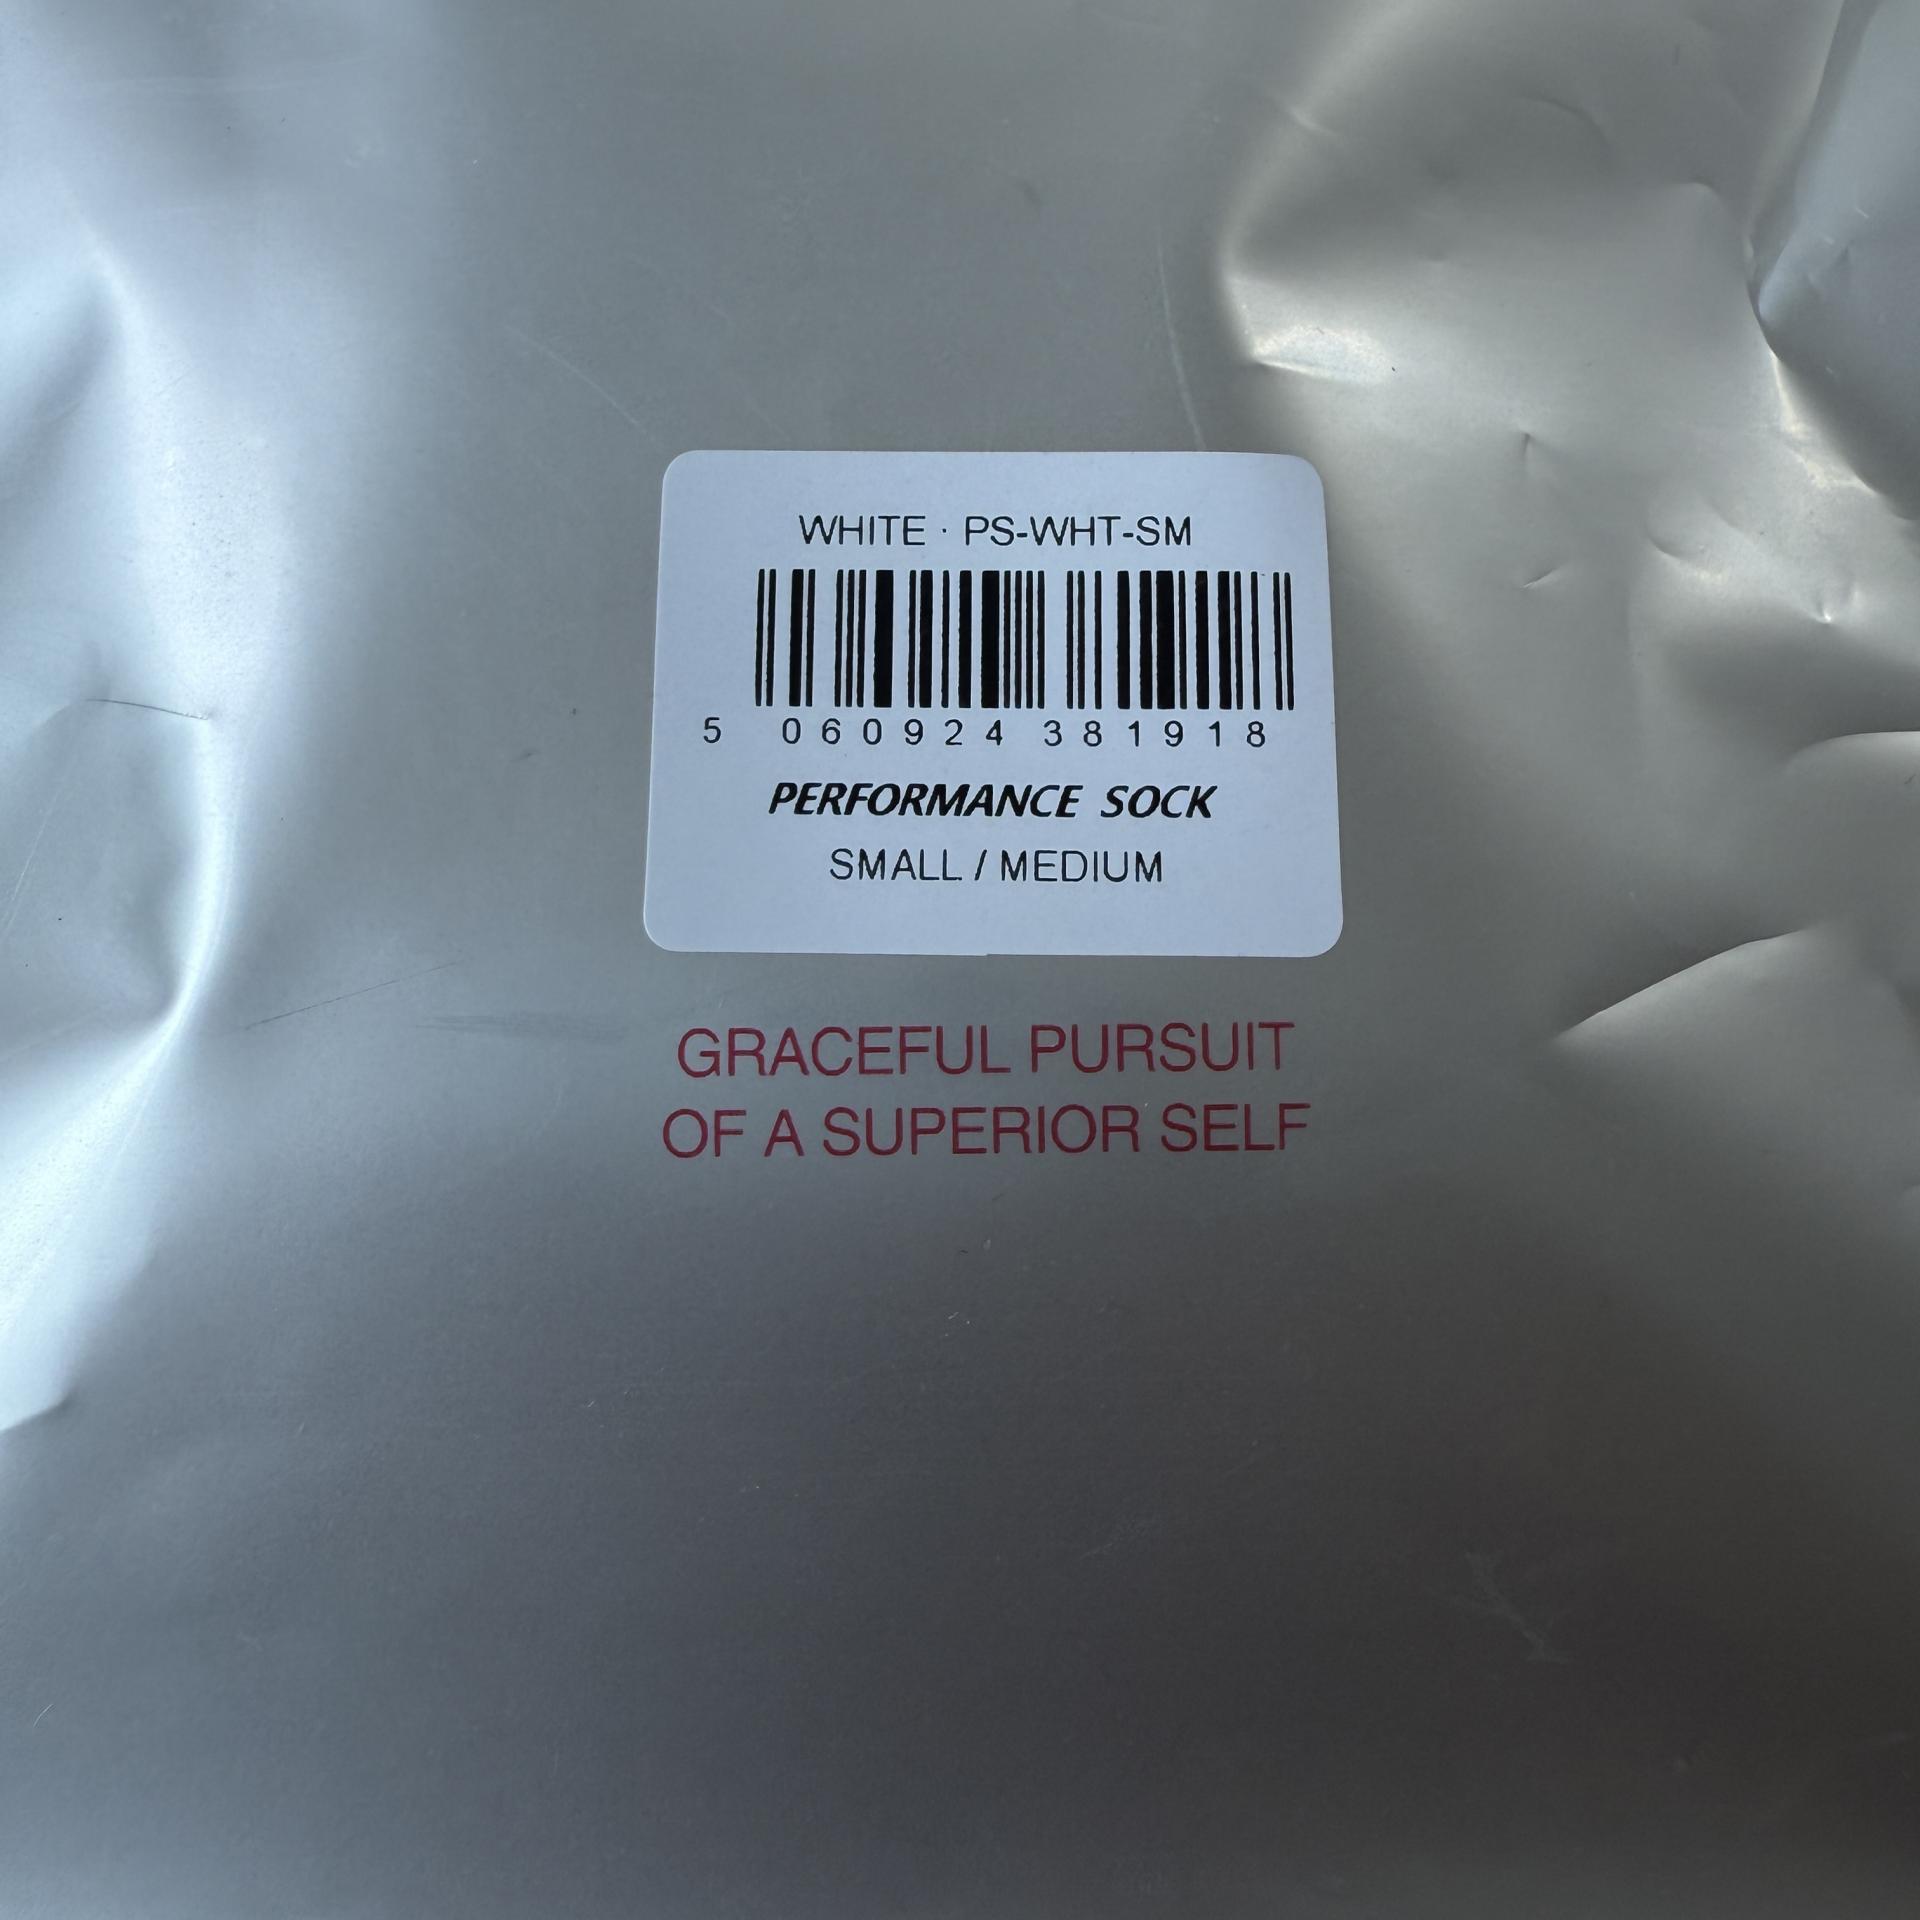 WHITE · PS-WHT-SM
5 060924 381918
PERFORMANCE SOCK
SMALL / MEDIUM
GRACEFUL PURSUIT
OF A SUPERIOR SELF